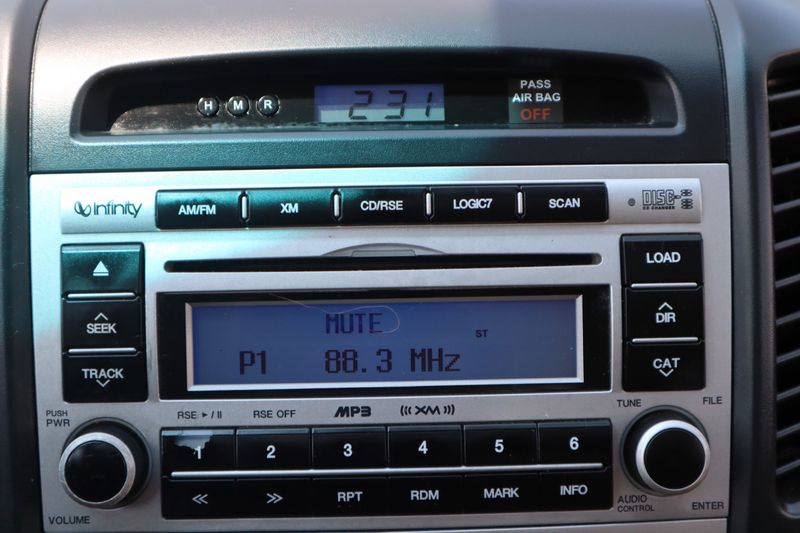 PASS
AIR BAG
OFF
H M R
231
infinity
AM/FM XM CD/RSE LOGIC7 SCAN
DISC
CD CHANGER
LOAD
SEEK
TRACK
DIR
CAT
MUTE
ST
P1 88.3 MHz
RSE ▶/II RSE OFF MP3 ((XM))
PUSH
PWR
TUNE FILE
1 2 3 4 5 6
<< >> RPT RDM MARK INFO
VOLUME
AUDIO
CONTROL
ENTER